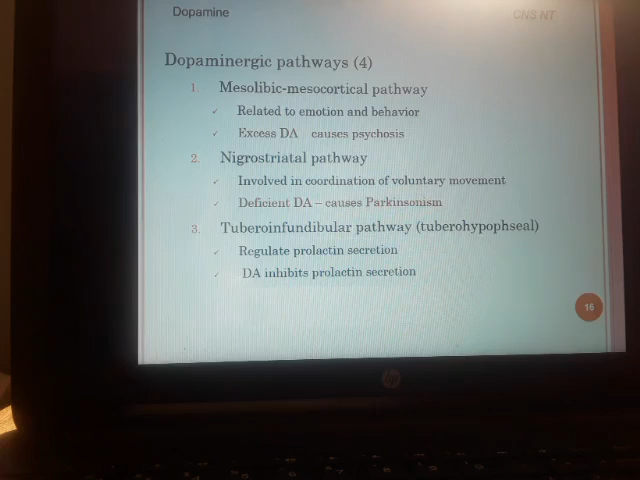 Dopamine
CNS NT
Dopaminergic pathways (4)
1. Mesolibic-mesocortical pathway
✓ Related to emotion and behavior
✓ Excess DA causes psychosis
2. Nigrostriatal pathway
✓ Involved in coordination of voluntary movement
✓ Deficient DA – causes Parkinsonism
3. Tuberoinfundibular pathway (tuberohypophseal)
✓ Regulate prolactin secretion
✓ DA inhibits prolactin secretion
16
hp